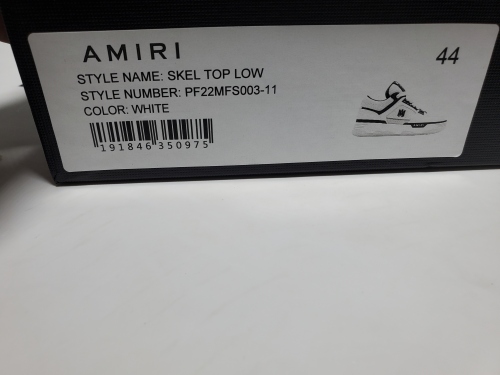 AMIRI
44
STYLE NAME: SKEL TOP LOW
STYLE NUMBER: PF22MFS003-11
COLOR: WHITE
191846 350975